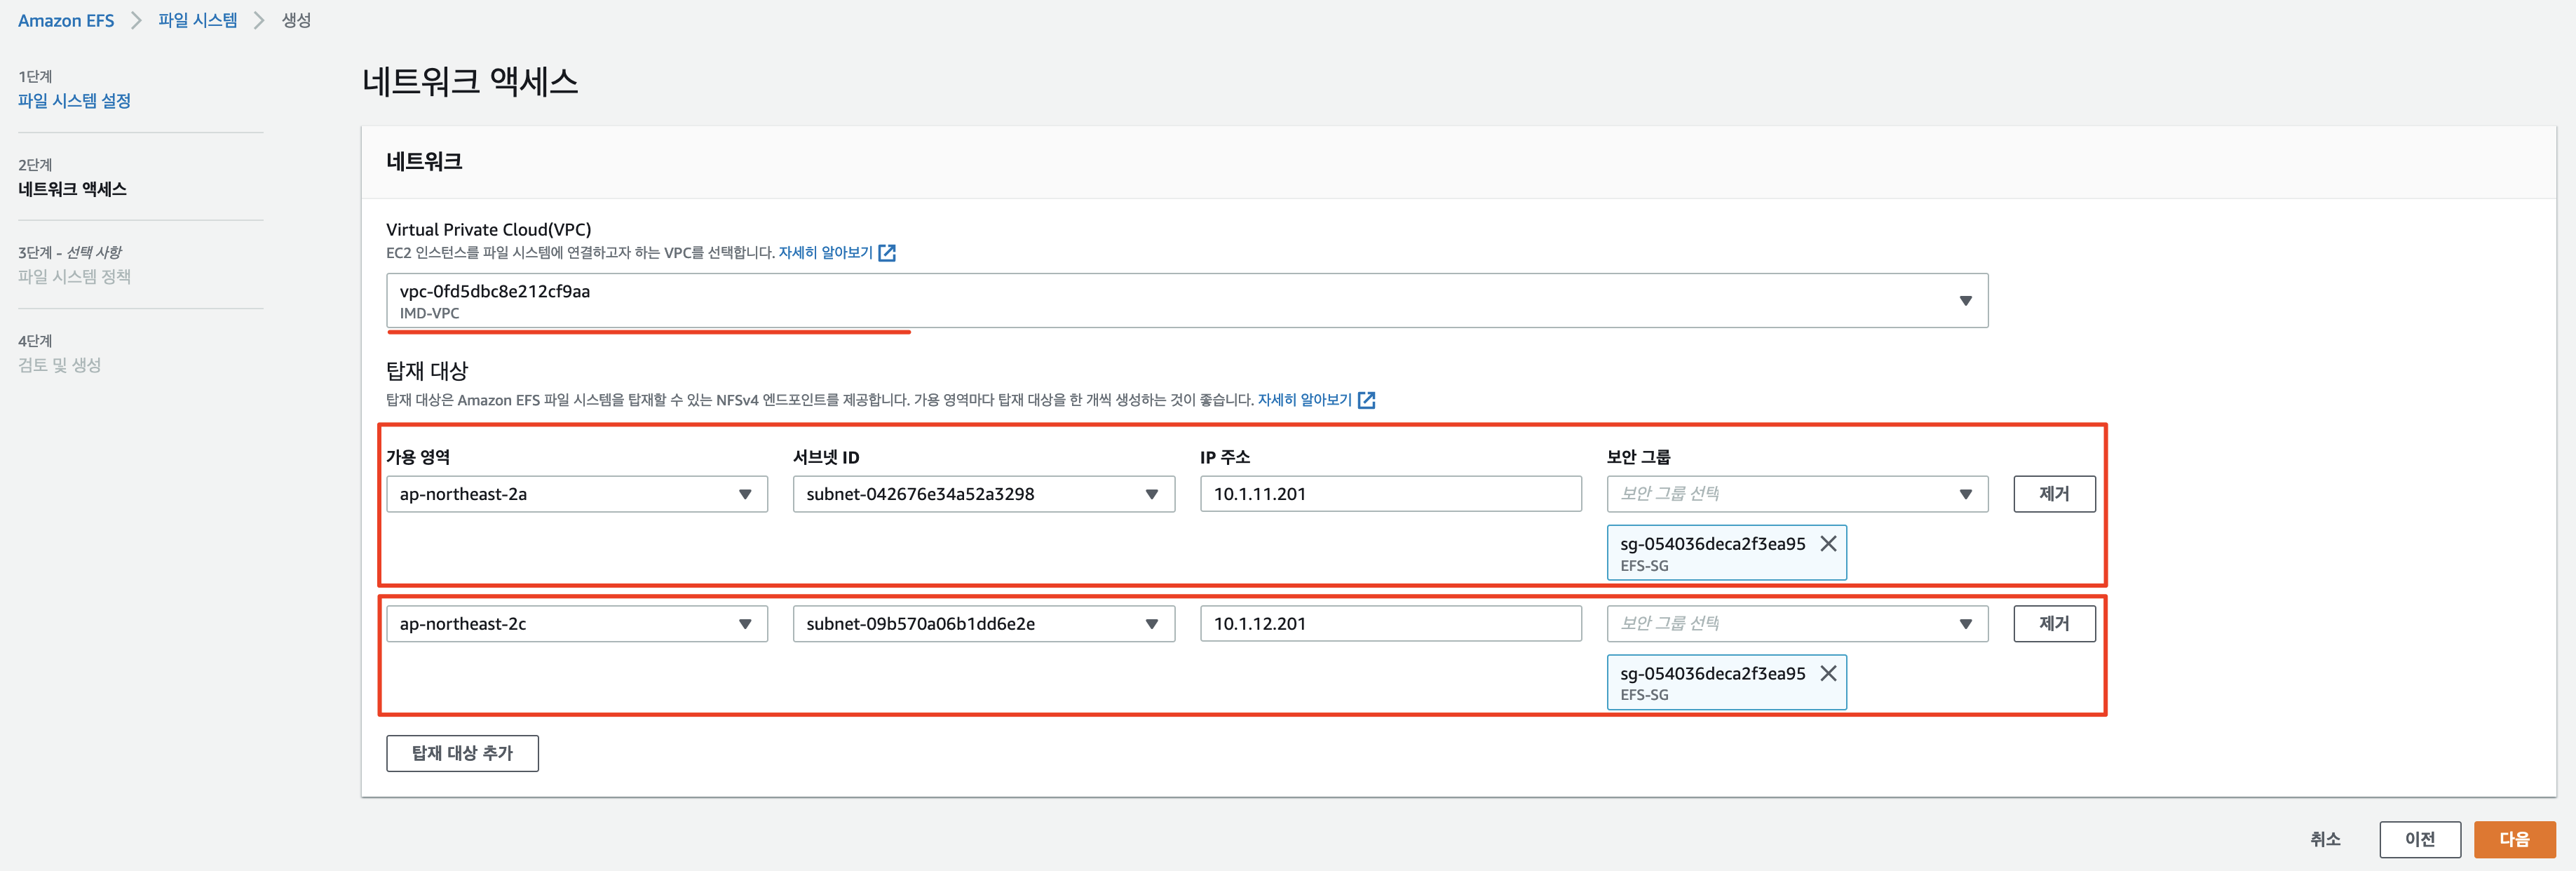 Amazon EFS > 파일 시스템 > 생성
1단계
파일 시스템 설정
2단계
네트워크 액세스
3단계 - 선택 사항
파일 시스템 정책
4단계
검토 및 생성
네트워크 액세스
네트워크
Virtual Private Cloud(VPC)
EC2 인스턴스를 파일 시스템에 연결하고자 하는 VPC를 선택합니다. 자세히 알아보기
vpc-0fd5dbc8e212cf9aa
IMD-VPC
탑재 대상
탑재 대상은 Amazon EFS 파일 시스템을 탑재할 수 있는 NFSv4 엔드포인트를 제공합니다. 가용 영역마다 탑재 대상을 한 개씩 생성하는 것이 좋습니다. 자세히 알아보기
가용 영역 서브넷 ID IP 주소 보안 그룹
ap-northeast-2a subnet-042676e34a52a3298 10.1.11.201 보안 그룹 선택 제거
sg-054036deca2f3ea95
EFS-SG
ap-northeast-2c subnet-09b570a06b1dd6e2e 10.1.12.201 보안 그룹 선택 제거
sg-054036deca2f3ea95
EFS-SG
탑재 대상 추가
취소 이전 다음